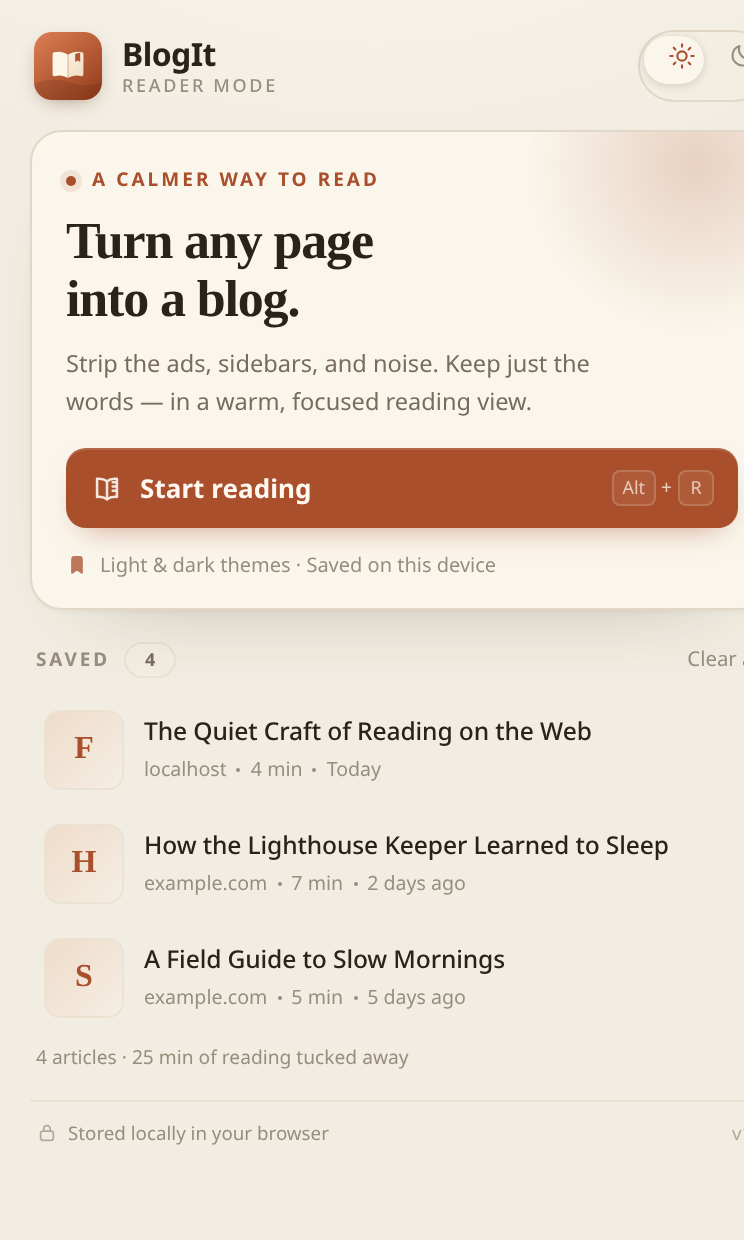 BlogIt
READER MODE
A CALMER WAY TO READ
Turn any page
into a blog.
Strip the ads, sidebars, and noise. Keep just the
words — in a warm, focused reading view.
Start reading Alt + R
Light & dark themes · Saved on this device
SAVED 4 Clear
F
The Quiet Craft of Reading on the Web
localhost • 4 min • Today
H
How the Lighthouse Keeper Learned to Sleep
example.com • 7 min • 2 days ago
S
A Field Guide to Slow Mornings
example.com • 5 min • 5 days ago
4 articles · 25 min of reading tucked away
Stored locally in your browser